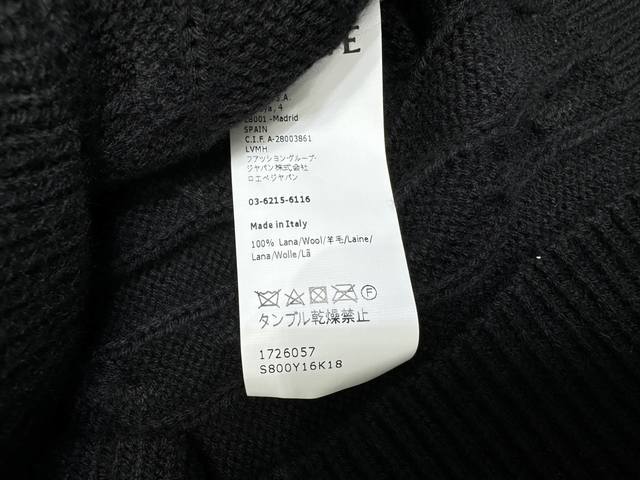 E
.A.
, 4
28001 -Madrid
SPAIN
C.I.F. A-28003861
LVMH
ファッション・グループ・
ジャパン株式会社
ロエベジャパン
03-6215-6116
Made in Italy
100% Lana/Wool/羊毛/Laine/
Lana/Wolle/Lã
F
タンブル乾燥禁止
1726057
S800Y16K18